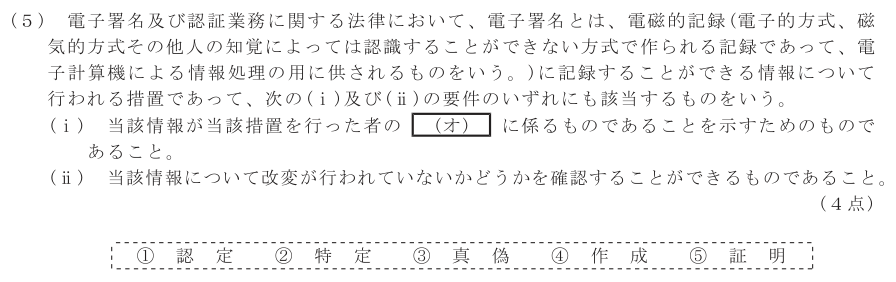 (5) 電子署名及び認証業務に関する法律において、電子署名とは、電磁的記録(電子的方式、磁
気的方式その他人の知覚によっては認識することができない方式で作られる記録であって、電
子計算機による情報処理の用に供されるものをいう。)に記録することができる情報について
行われる措置であって、次の(ⅰ)及び(ⅱ)の要件のいずれにも該当するものをいう。
(ⅰ) 当該情報が当該措置を行った者の (オ) に係るものであることを示すためのもので
あること。
(ⅱ) 当該情報について改変が行われていないかどうかを確認することができるものであること。
(4点)
① 認定 ② 特定 ③ 真偽 ④ 作成 ⑤ 証明